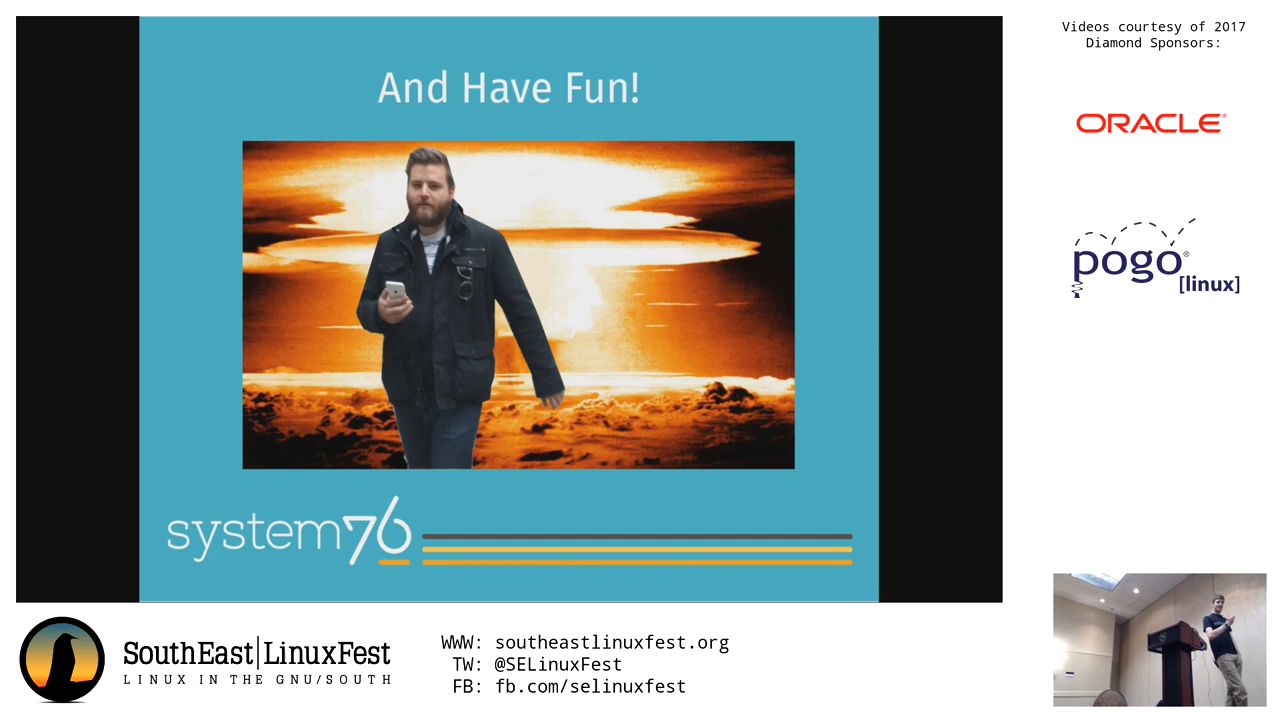 And Have Fun!
system76
Videos courtesy of 2017
Diamond Sponsors:
ORACLE®
pogo®
[linux]
SouthEast|LinuxFest
LINUX IN THE GNU/SOUTH
WWW: southeastlinuxfest.org
TW: @SELinuxFest
FB: fb.com/selinuxfest